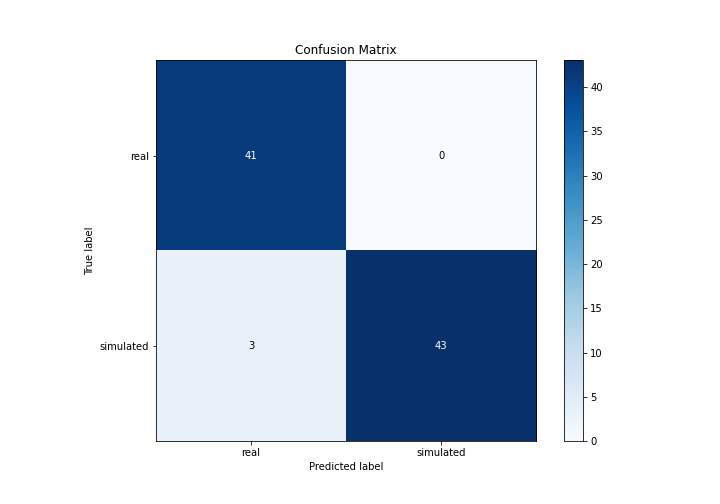 Confusion Matrix
real
41
0
simulated
3
43
True label
real
simulated
Predicted label
40
35
30
25
20
15
10
5
0